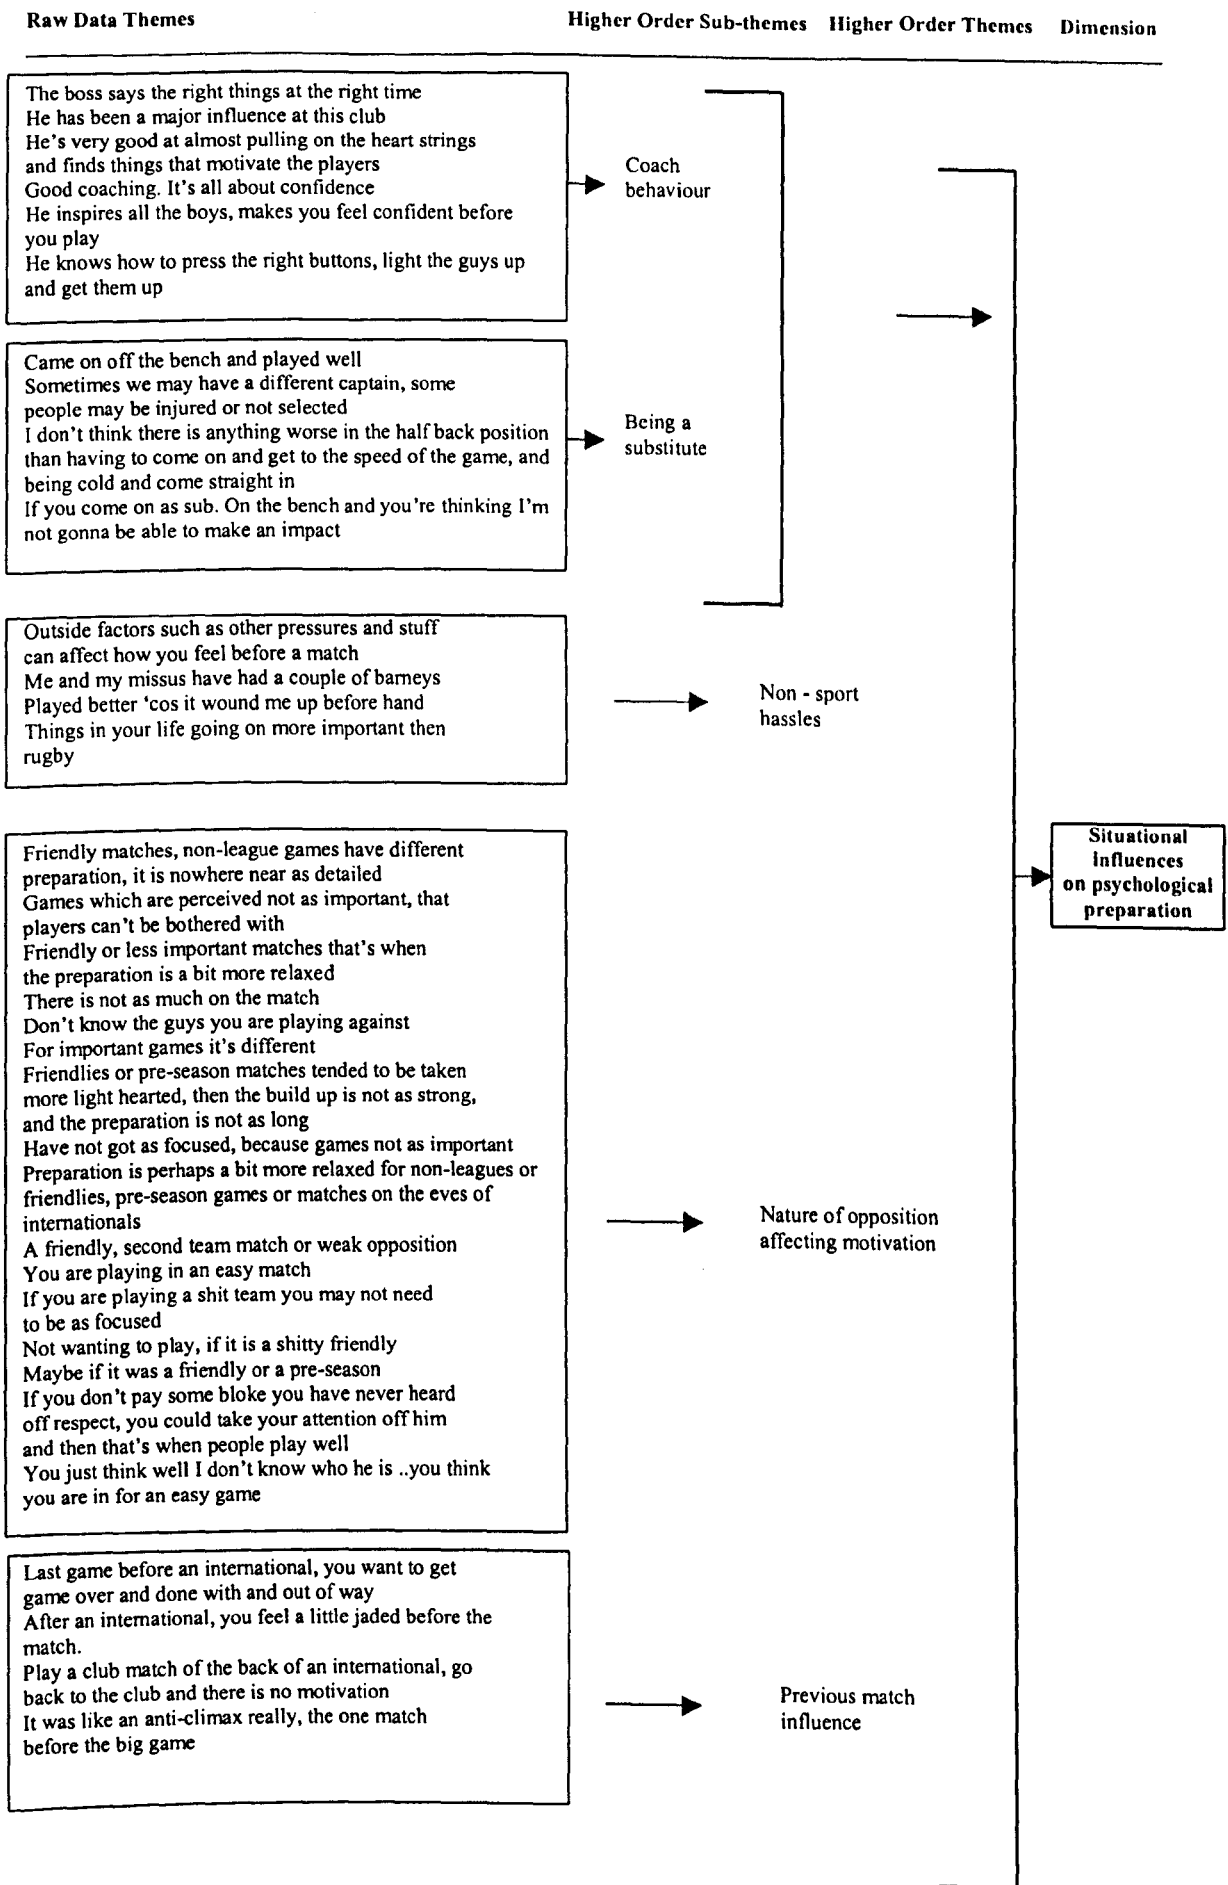 Raw Data Themes Higher Order Sub-themes Higher Order Themes Dimension
The boss says the right things at the right time
He has been a major influence at this club
He's very good at almost pulling on the heart strings
and finds things that motivate the players
Good coaching. It's all about confidence
He inspires all the boys, makes you feel confident before
you play
He knows how to press the right buttons, light the guys up
and get them up
Coach
behaviour
Came on off the bench and played well
Sometimes we may have a different captain, some
people may be injured or not selected
I don't think there is anything worse in the half back position
than having to come on and get to the speed of the game, and
being cold and come straight in
If you come on as sub. On the bench and you're thinking I'm
not gonna be able to make an impact
Being a
substitute
Outside factors such as other pressures and stuff
can affect how you feel before a match
Me and my missus have had a couple of barneys
Played better 'cos it wound me up before hand
Things in your life going on more important then
rugby
Non - sport
hassles
Friendly matches, non-league games have different
preparation, it is nowhere near as detailed
Games which are perceived not as important, that
players can't be bothered with
Friendly or less important matches that's when
the preparation is a bit more relaxed
There is not as much on the match
Don't know the guys you are playing against
For important games it's different
Friendlies or pre-season matches tended to be taken
more light hearted, then the build up is not as strong,
and the preparation is not as long
Have not got as focused, because games not as important
Preparation is perhaps a bit more relaxed for non-leagues or
friendlies, pre-season games or matches on the eves of
internationals
A friendly, second team match or weak opposition
You are playing in an easy match
If you are playing a shit team you may not need
to be as focused
Not wanting to play, if it is a shitty friendly
Maybe if it was a friendly or a pre-season
If you don't pay some bloke you have never heard
off respect, you could take your attention off him
and then that's when people play well
You just think well I don't know who he is ..you think
you are in for an easy game
Nature of opposition
affecting motivation
Situational
influences
on psychological
preparation
Last game before an international, you want to get
game over and done with and out of way
After an international, you feel a little jaded before the
match.
Play a club match of the back of an international, go
back to the club and there is no motivation
It was like an anti-climax really, the one match
before the big game
Previous match
influence